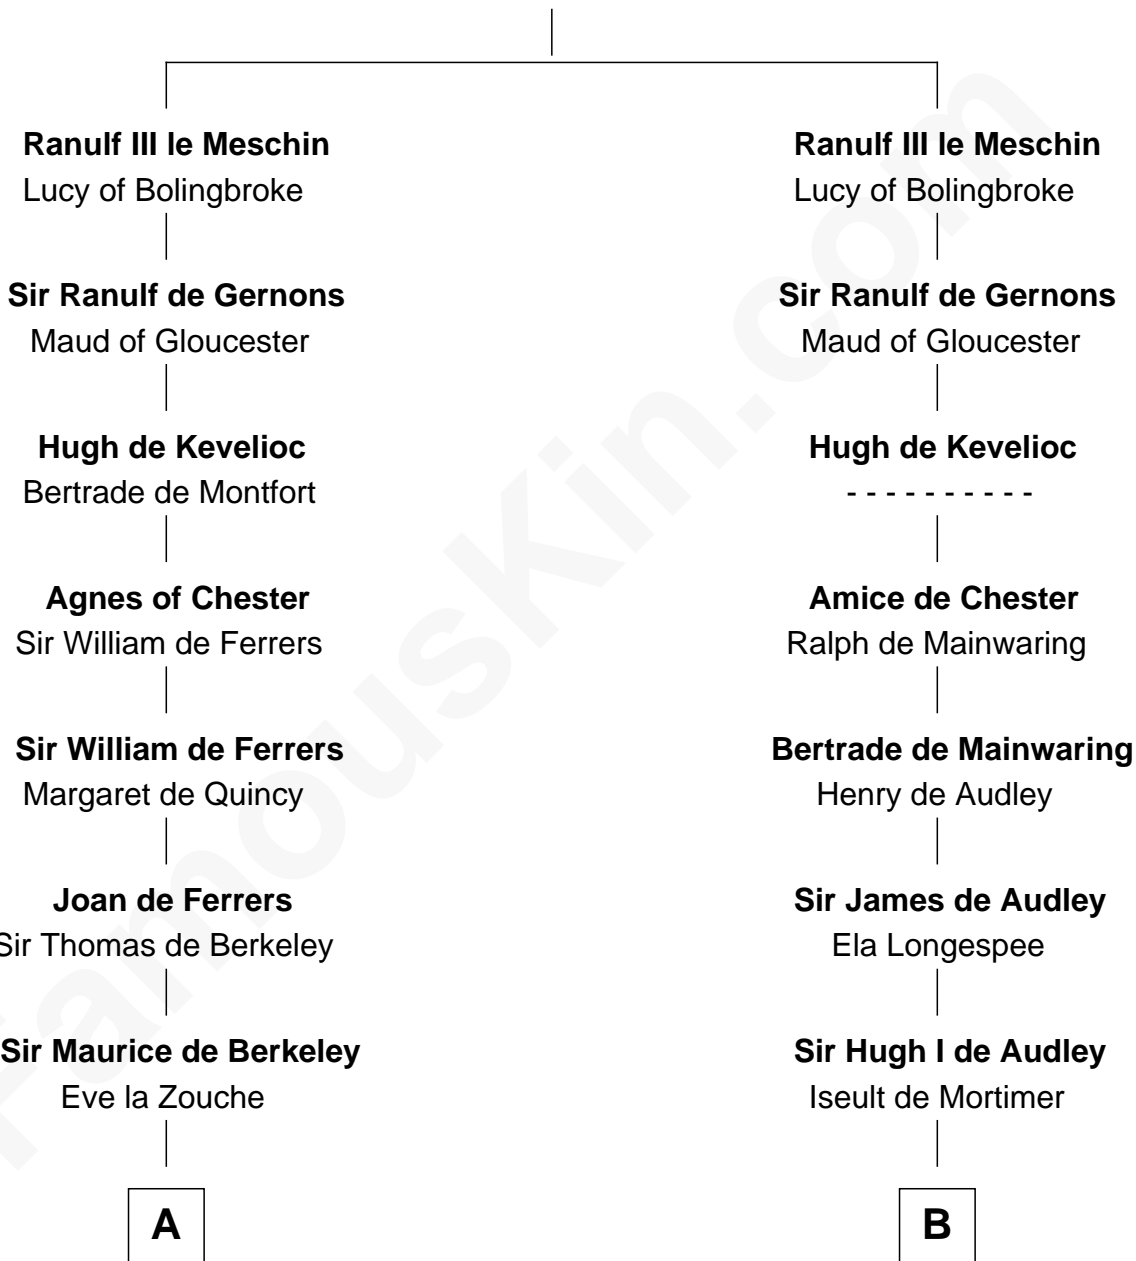 Ranulf III le Meschin
Lucy of Bolingbroke
Sir Ranulf de Gernons
Maud of Gloucester
Hugh de Kevelioc
Bertrade de Montfort
Agnes of Chester
Sir William de Ferrers
Sir William de Ferrers
Margaret de Quincy
Joan de Ferrers
Sir Thomas de Berkeley
Sir Maurice de Berkeley
Eve la Zouche
A
Ranulf III le Meschin
Lucy of Bolingbroke
Sir Ranulf de Gernons
Maud of Gloucester
Hugh de Kevelioc
- - - - - - - - - -
Amice de Chester
Ralph de Mainwaring
Bertrade de Mainwaring
Henry de Audley
Sir James de Audley
Ela Longespee
Sir Hugh I de Audley
Iseult de Mortimer
B
FamousKin.com